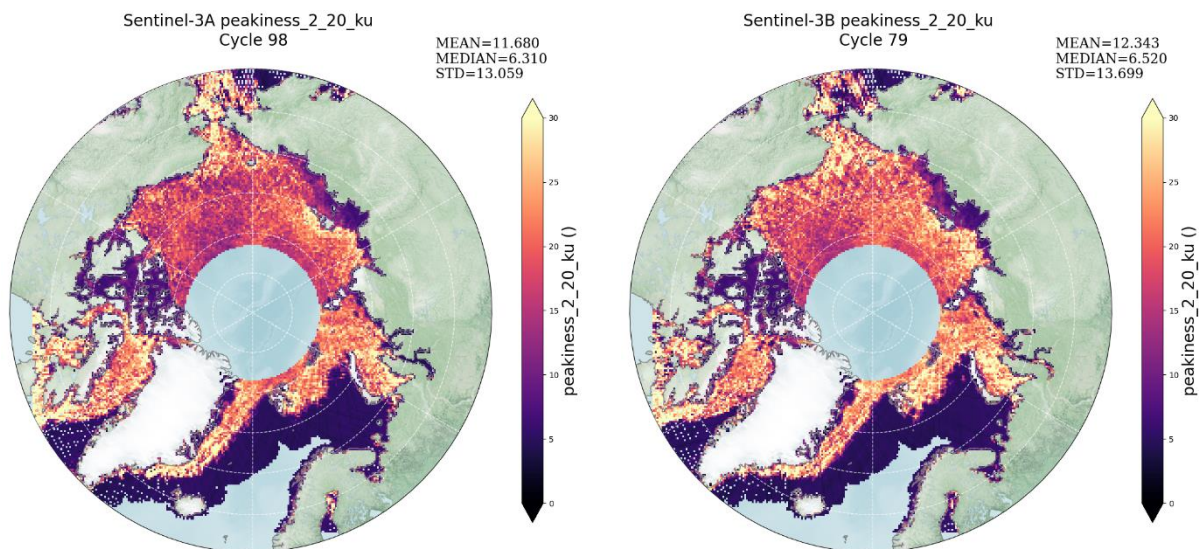 Sentinel-3A peakiness_2_20_ku
Cycle 98
MEAN=11.680
MEDIAN=6.310
STD=13.059
30
25
20
15
10
5
0
peakiness_2_20_ku ()
Sentinel-3B peakiness_2_20_ku
Cycle 79
MEAN=12.343
MEDIAN=6.520
STD=13.699
30
25
20
15
10
5
0
peakiness_2_20_ku ()